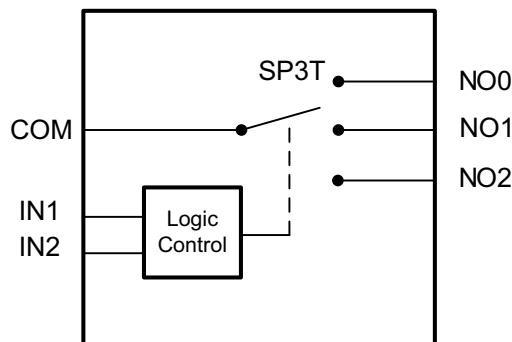 SP3T
NO0
COM
NO1
NO2
IN1
Logic
Control
IN2